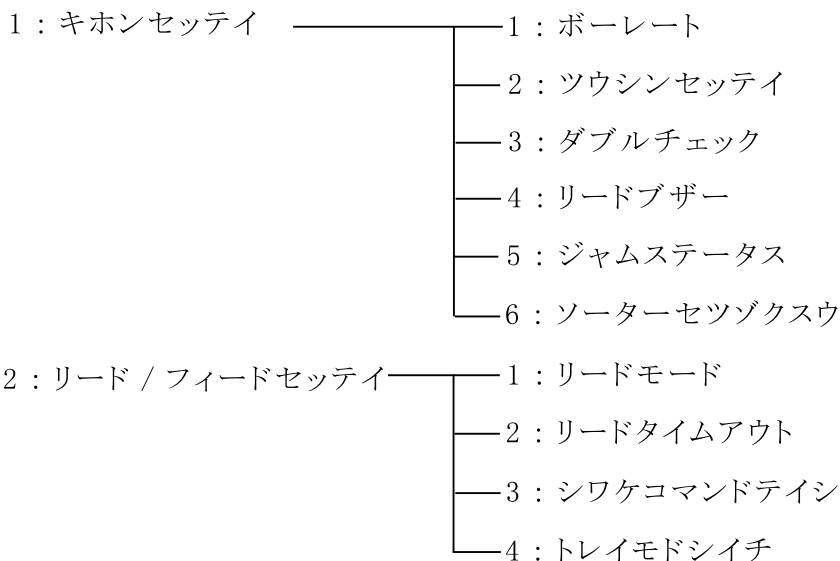 1：キホンセッテイ
1：ボーレート
2：ツウシンセッテイ
3：ダブルチェック
4：リードブザー
5：ジャムステータス
6：ソーターセツゾクスウ
2：リード / フィードセッテイ
1：リードモード
2：リードタイムアウト
3：シワケコマンドテイシ
4：トレイモドシイチ